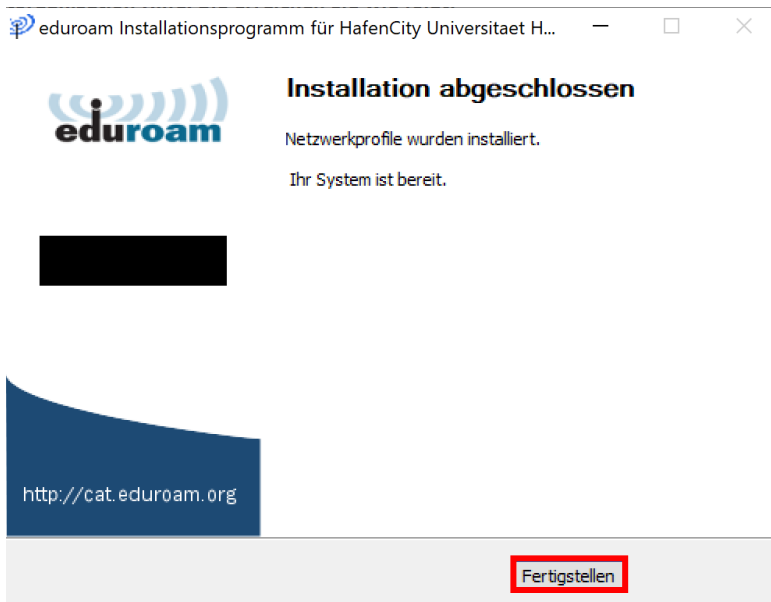 eduroam Installationsprogramm für HafenCity Universitaet H...
eduroam
Installation abgeschlossen
Netzwerkprofile wurden installiert.
Ihr System ist bereit.
http://cat.eduroam.org
Fertigstellen